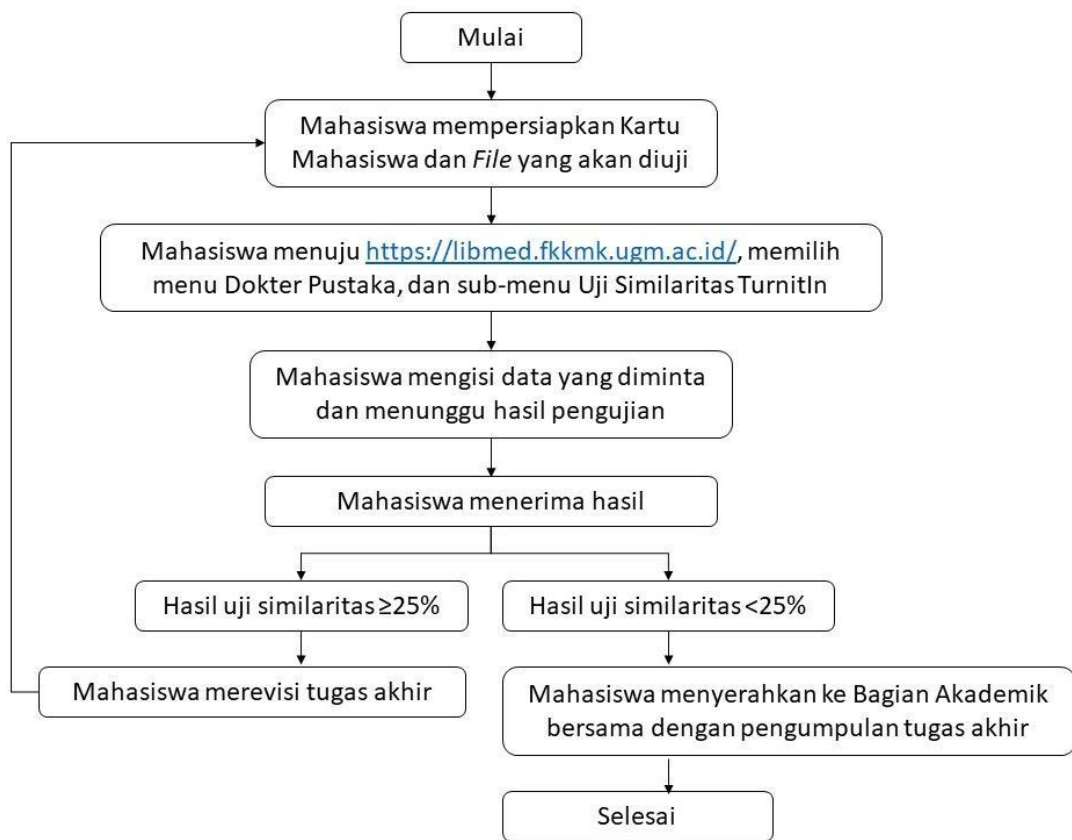 Mulai
Mahasiswa mempersiapkan Kartu
Mahasiswa dan File yang akan diuji
Mahasiswa menuju https://libmed.fkkmk.ugm.ac.id/, memilih
menu Dokter Pustaka, dan sub-menu Uji Similaritas TurnitIn
Mahasiswa mengisi data yang diminta
dan menunggu hasil pengujian
Mahasiswa menerima hasil
Hasil uji similaritas ≥25%
Hasil uji similaritas <25%
Mahasiswa merevisi tugas akhir
Mahasiswa menyerahkan ke Bagian Akademik
bersama dengan pengumpulan tugas akhir
Selesai